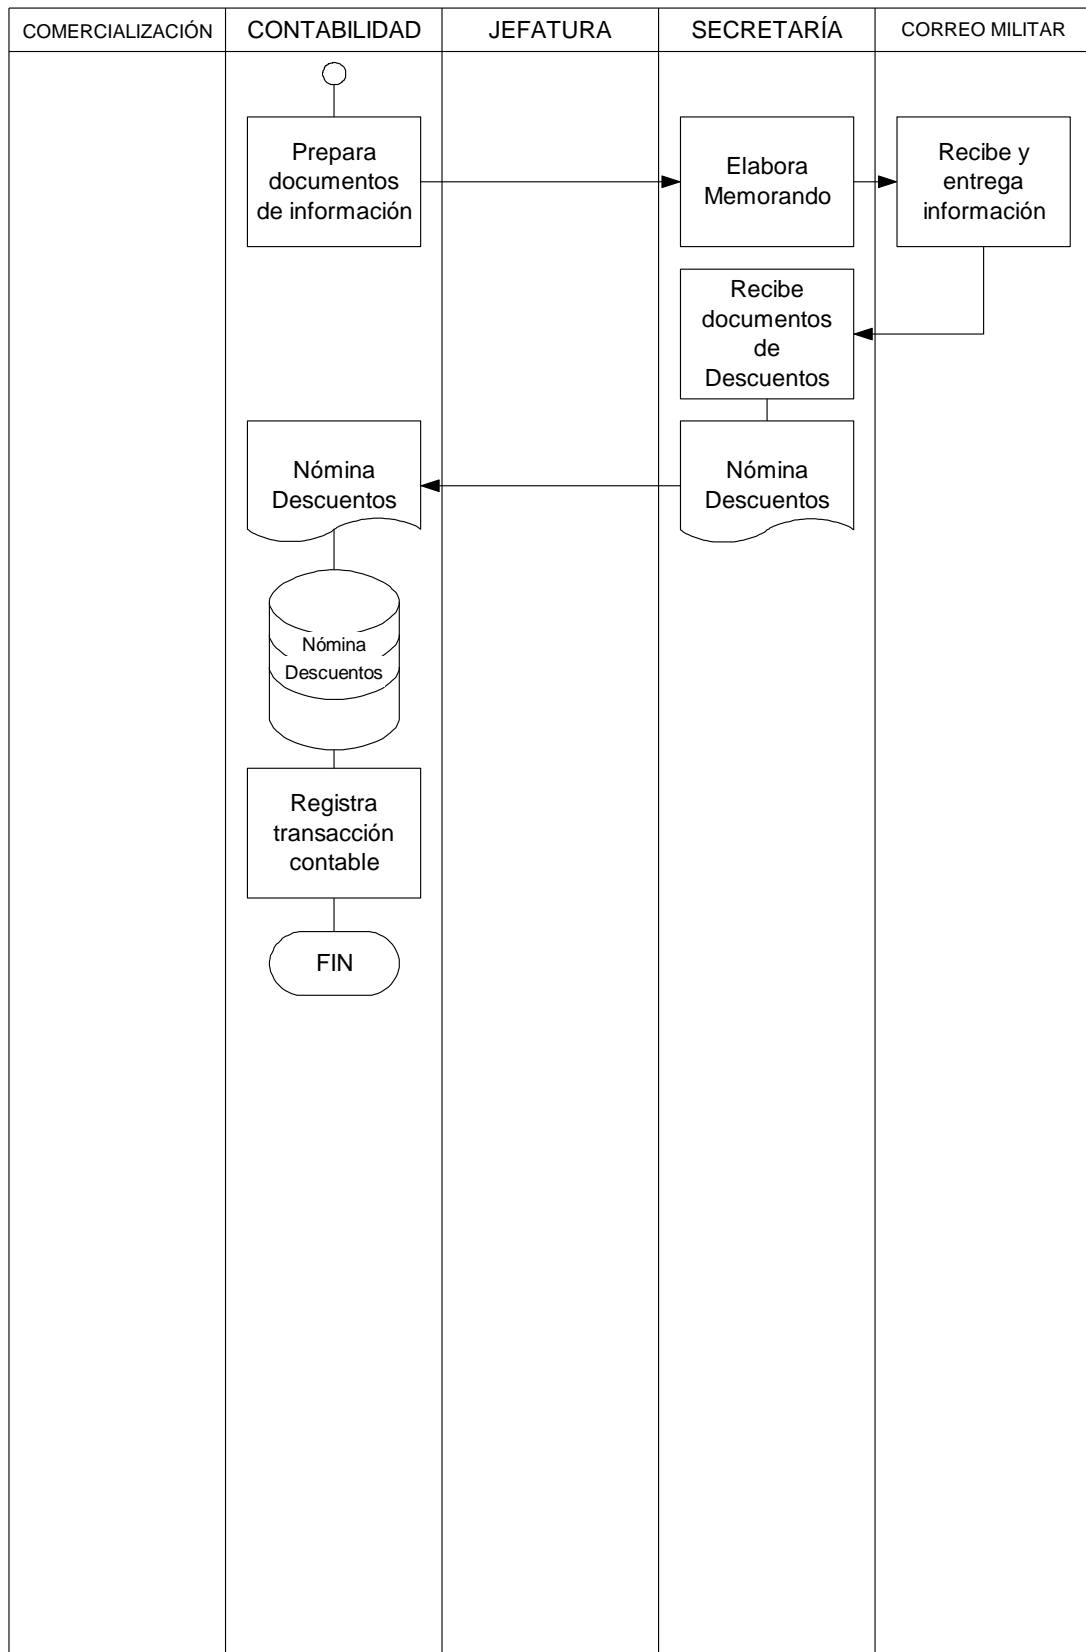 COMERCIALIZACIÓN
CONTABILIDAD
JEFATURA
SECRETARÍA
CORREO MILITAR
Prepara
documentos
de información
Elabora
Memorando
Recibe y
entrega
información
Recibe
documentos
de
Descuentos
Nómina
Descuentos
Nómina
Descuentos
Nómina
Descuentos
Registra
transacción
contable
FIN